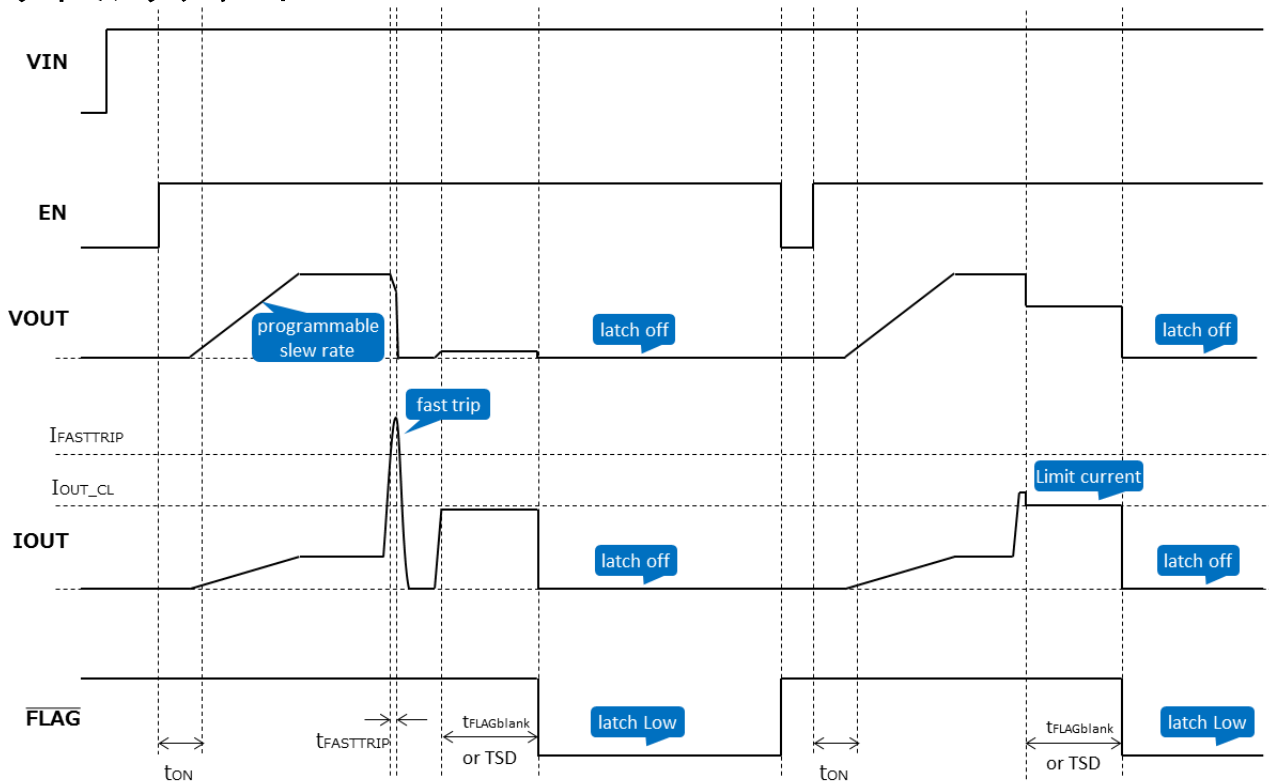 VIN
EN
VOUT
programmable
slew rate
latch off
latch off
fast trip
IFASTTRIP
IOUT_CL
Limit current
IOUT
latch off
latch off
FLAG
tFASTTRIP
tFLAGblank
or TSD
latch Low
tFLAGblank
or TSD
latch Low
tON
tON